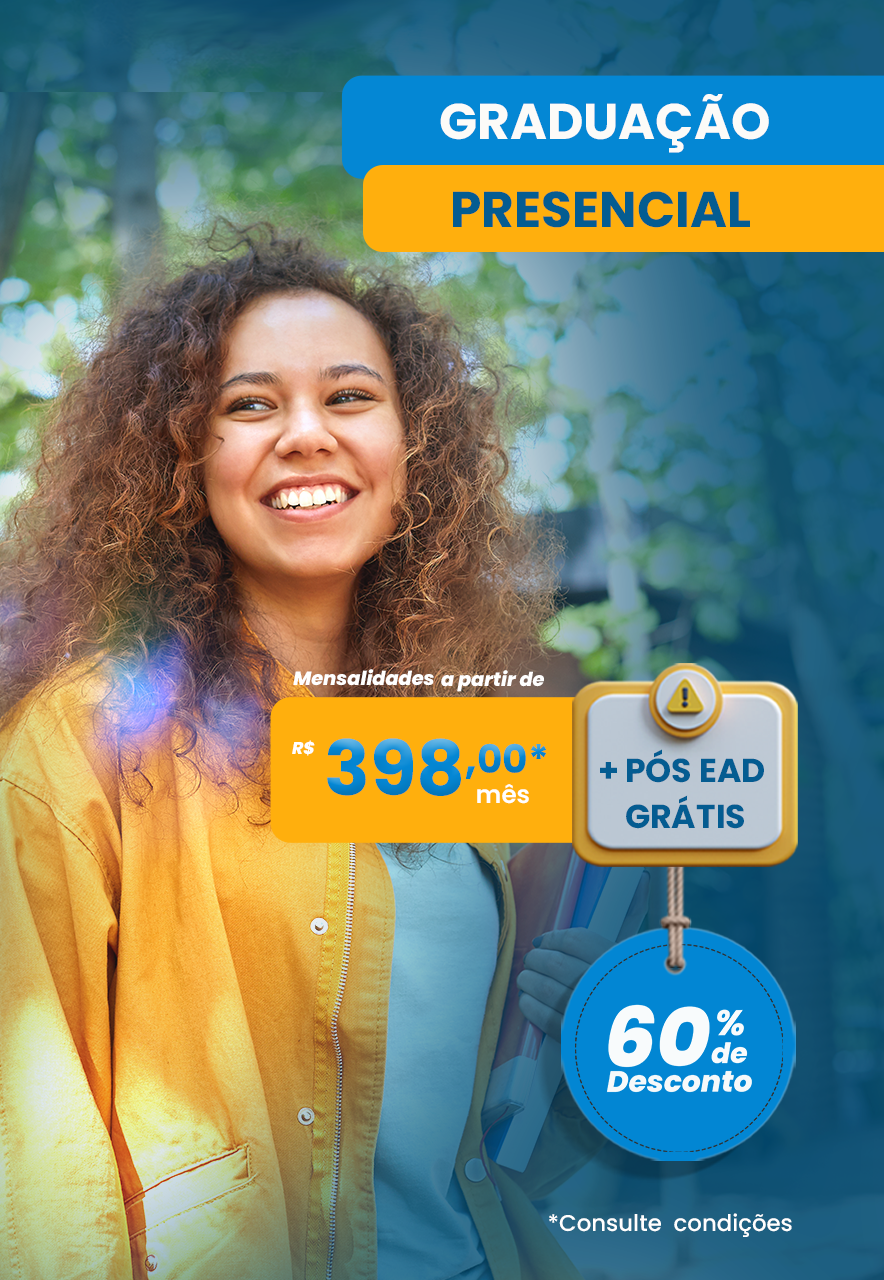 GRADUAÇÃO
PRESENCIAL
Mensalidades a partir de
R$ 398,00*
mês
+ PÓS EAD
GRÁTIS
60%
de
Desconto
*Consulte condições